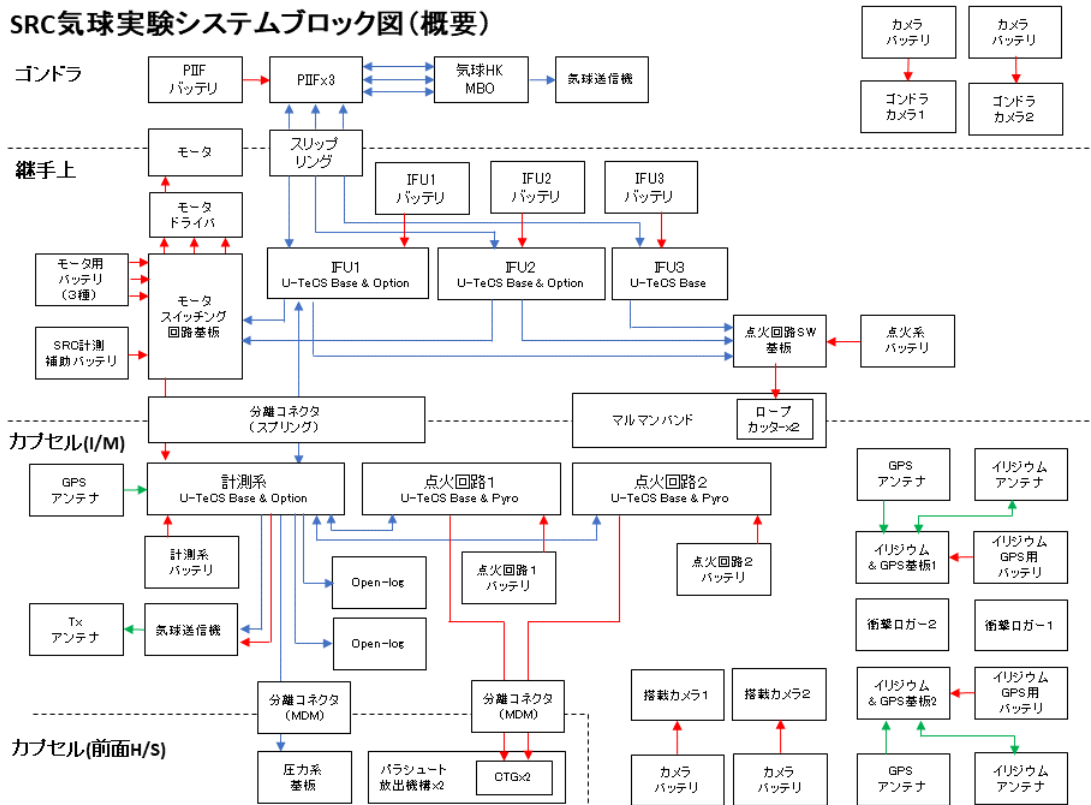 SRC気球実験システムブロック図(概要)
カメラ
バッテリ
カメラ
バッテリ
ゴンドラ
PIIF
バッテリ
PIIFx3
気球HK
MBO
気球送信機
ゴンドラ
カメラ1
ゴンドラ
カメラ2
モータ
スリップ
リング
継手上
IFU1
バッテリ
IFU2
バッテリ
IFU3
バッテリ
モータ
ドライバ
モータ用
バッテリ
(3種)
モータ
スイッチング
回路基板
IFU1
U-TeCS Base & Option
IFU2
U-TeCS Base & Option
IFU3
U-TeCS Base
SRC計測
補助バッテリ
点火回路SW
基板
点火系
バッテリ
分離コネクタ
(スプリング)
マルマンバンド
ロープ
カッターx2
カプセル(I/M)
GPS
アンテナ
計測系
U-TeCS Base & Option
点火回路1
U-TeCS Base & Pyro
点火回路2
U-TeCS Base & Pyro
GPS
アンテナ
イリジウム
アンテナ
計測系
バッテリ
点火回路1
バッテリ
点火回路2
バッテリ
イリジウム
& GPS基板1
イリジウム
GPS用
バッテリ
Open-log
Tx
アンテナ
気球送信機
Open-log
衝撃ロガー2
衝撃ロガー1
分離コネクタ
(MDM)
分離コネクタ
(MDM)
搭載カメラ1
搭載カメラ2
イリジウム
& GPS基板2
イリジウム
GPS用
バッテリ
カプセル(前面H/S)
圧力系
基板
パラシュート
放出機構x2
CTGx2
カメラ
バッテリ
カメラ
バッテリ
GPS
アンテナ
イリジウム
アンテナ